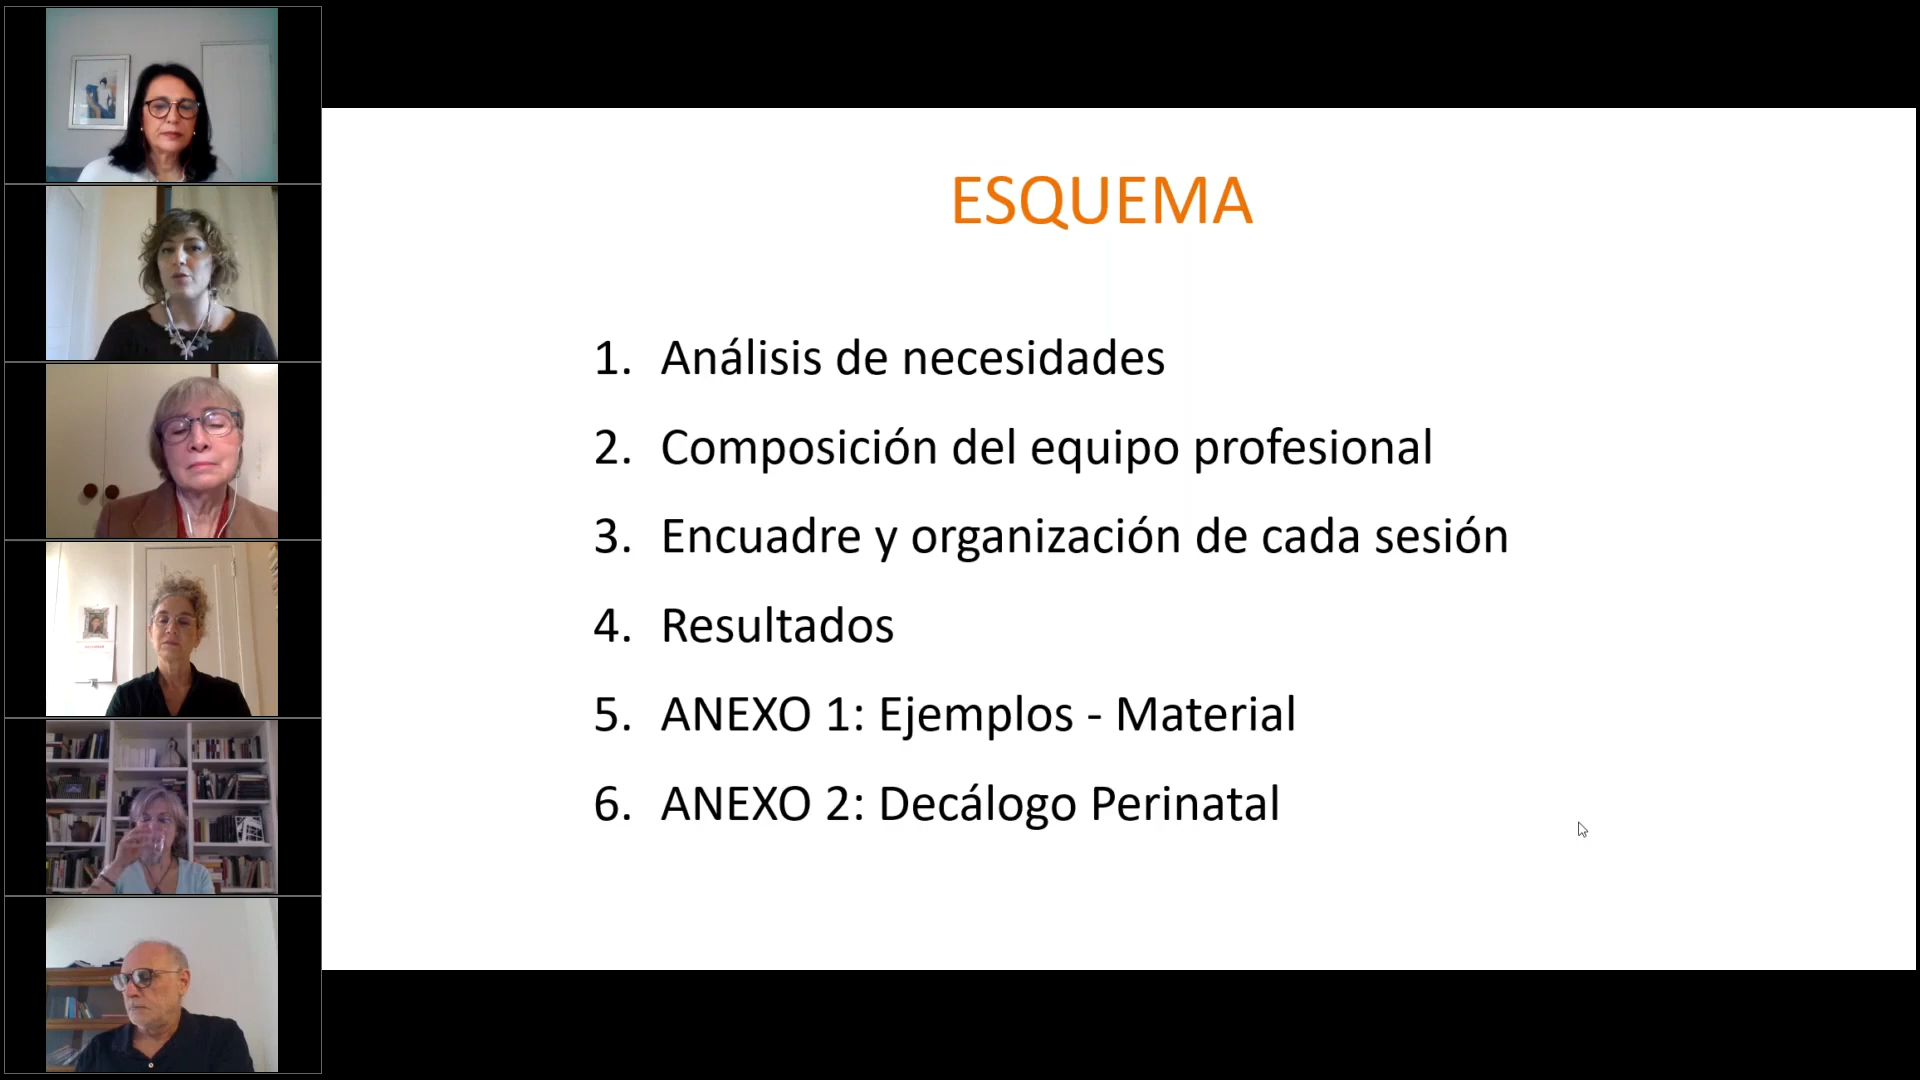 ESQUEMA
1. Análisis de necesidades
2. Composición del equipo profesional
3. Encuadre y organización de cada sesión
4. Resultados
5. ANEXO 1: Ejemplos - Material
6. ANEXO 2: Decálogo Perinatal